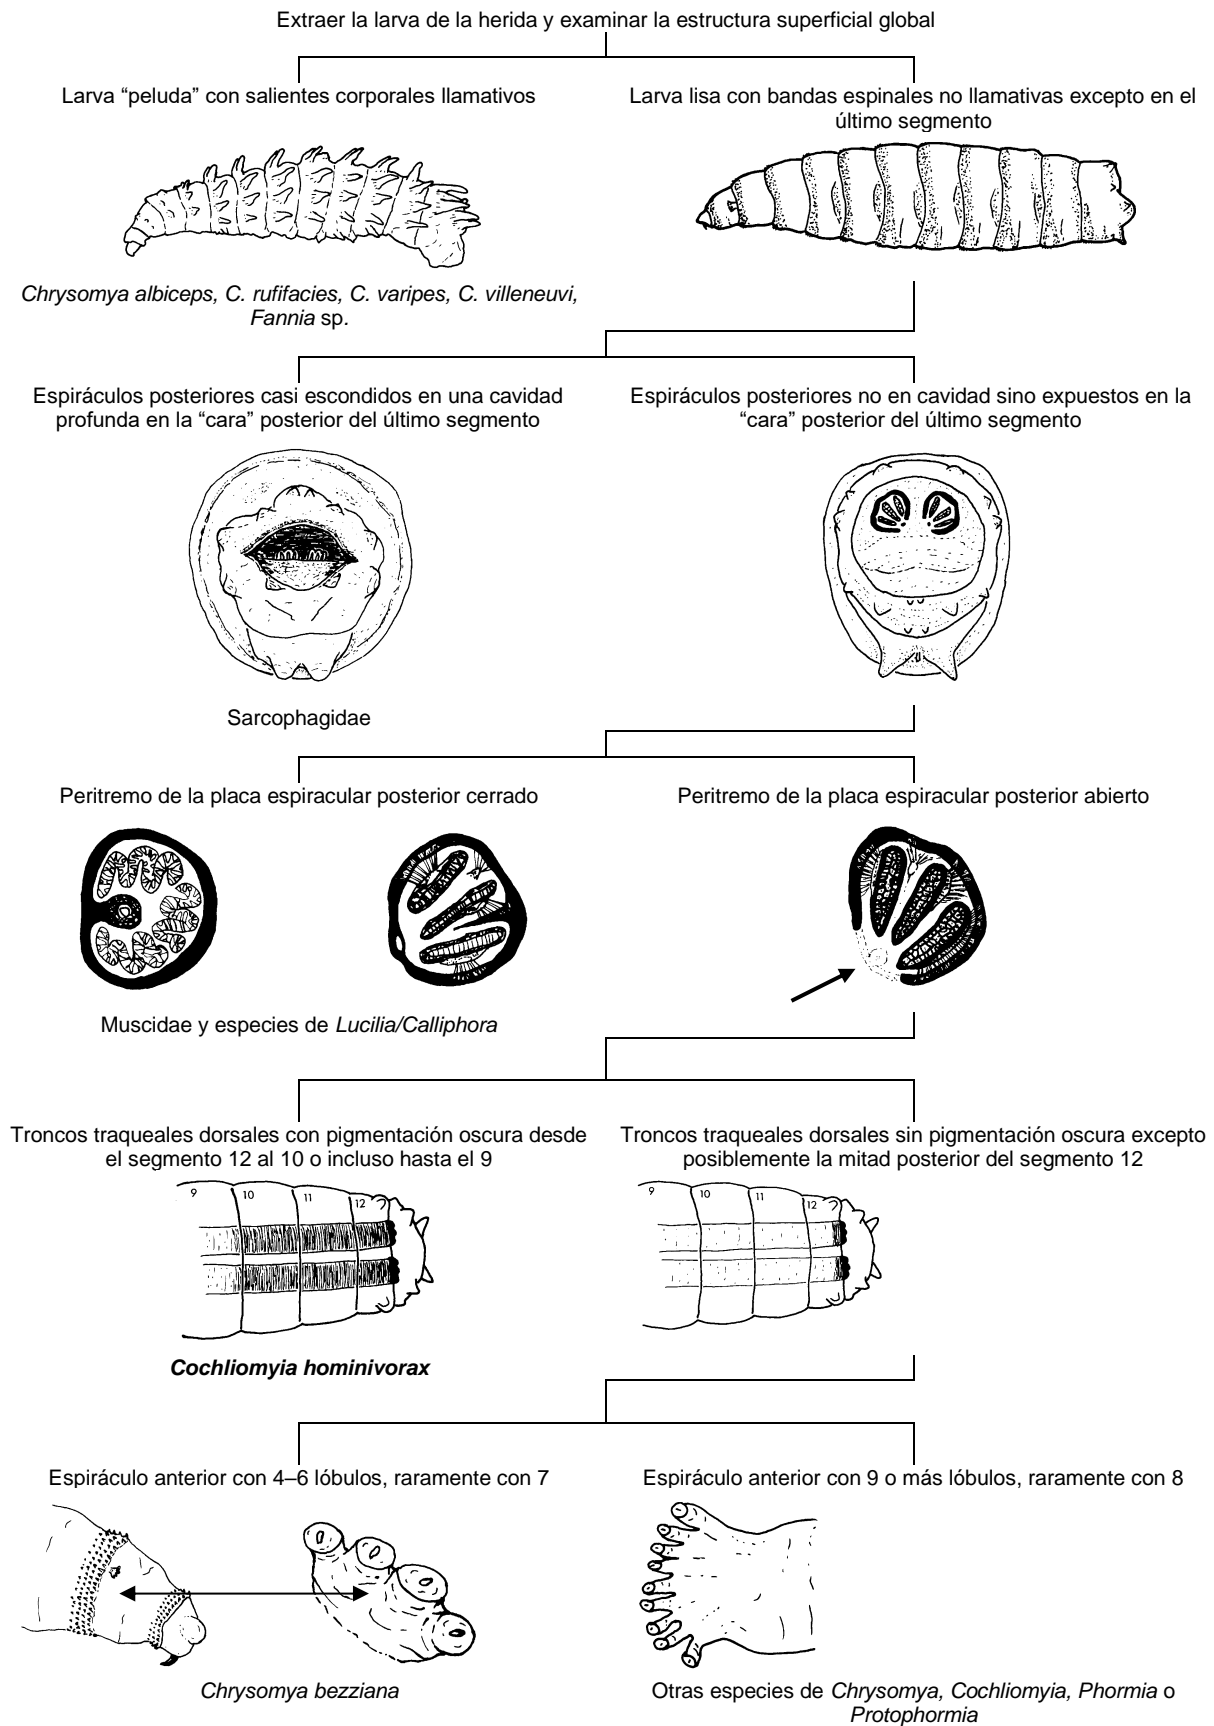 Extraer la larva de la herida y examinar la estructura superficial global
Larva “peluda” con salientes corporales llamativos
Larva lisa con bandas espinales no llamativas excepto en el
último segmento
Chrysomya albiceps, C. rufifacies, C. varipes, C. villeneuvi,
Fannia sp.
Espiráculos posteriores casi escondidos en una cavidad
profunda en la “cara” posterior del último segmento
Espiráculos posteriores no en cavidad sino expuestos en la
“cara” posterior del último segmento
Sarcophagidae
Peritremo de la placa espiracular posterior cerrado
Peritremo de la placa espiracular posterior abierto
Muscidae y especies de Lucilia/Calliphora
Troncos traqueales dorsales con pigmentación oscura desde
el segmento 12 al 10 o incluso hasta el 9
Troncos traqueales dorsales sin pigmentación oscura excepto
posiblemente la mitad posterior del segmento 12
9 10 11 12
9 10 11 12
Cochliomyia hominivorax
Espiráculo anterior con 4–6 lóbulos, raramente con 7
Espiráculo anterior con 9 o más lóbulos, raramente con 8
Chrysomya bezziana
Otras especies de Chrysomya, Cochliomyia, Phormia o
Protophormia